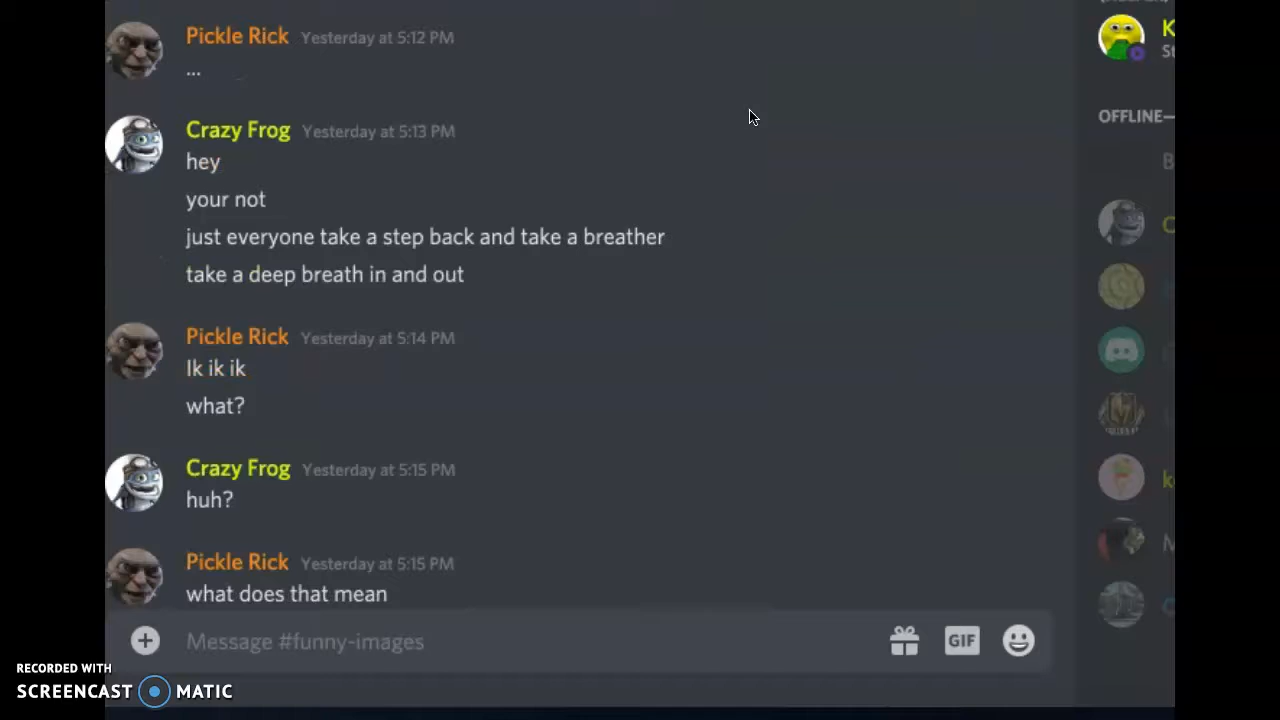 Pickle Rick Yesterday at 5:12 PM
...
K
St
Crazy Frog Yesterday at 5:13 PM
OFFLINE—
hey
B
your not
just everyone take a step back and take a breather
take a deep breath in and out
Pickle Rick Yesterday at 5:14 PM
Ik ik ik
what?
Crazy Frog Yesterday at 5:15 PM
huh?
Pickle Rick Yesterday at 5:15 PM
what does that mean
Message #funny-images
GIF
RECORDED WITH
SCREENCAST MATIC